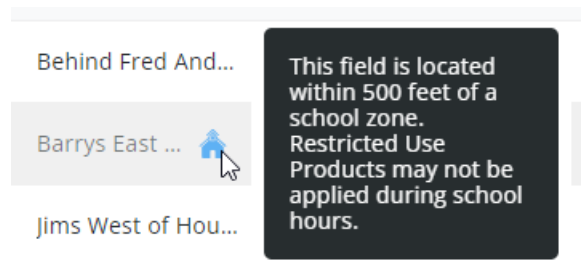 Behind Fred And...
Barrys East ...
Jims West of Hou...
This field is located
within 500 feet of a
school zone.
Restricted Use
Products may not be
applied during school
hours.